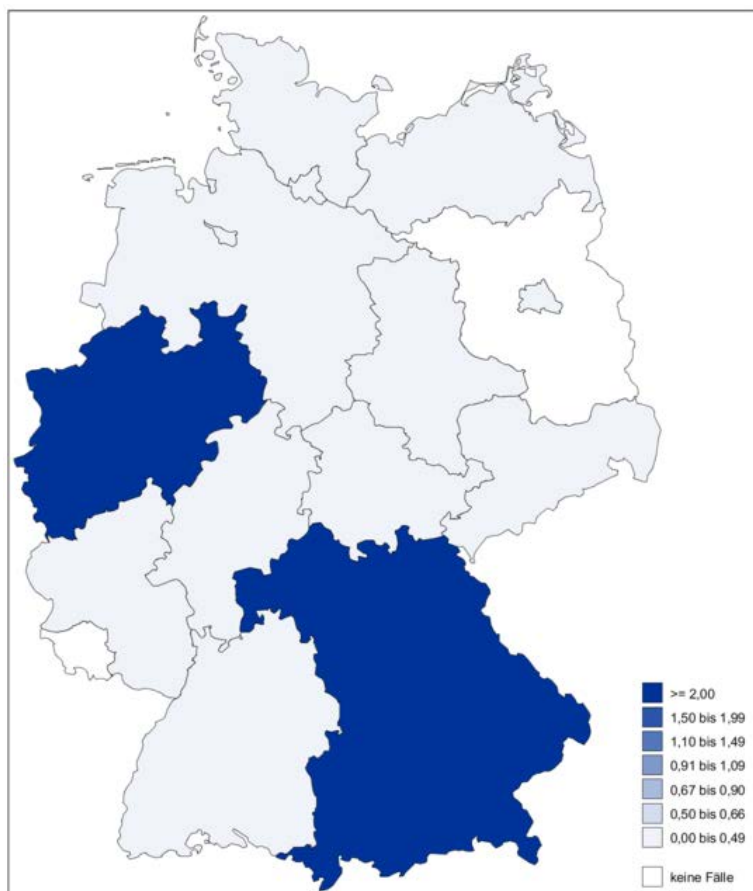 >= 2,00
1,50 bis 1,99
1,10 bis 1,49
0,91 bis 1,09
0,67 bis 0,90
0,50 bis 0,66
0,00 bis 0,49
keine Fälle